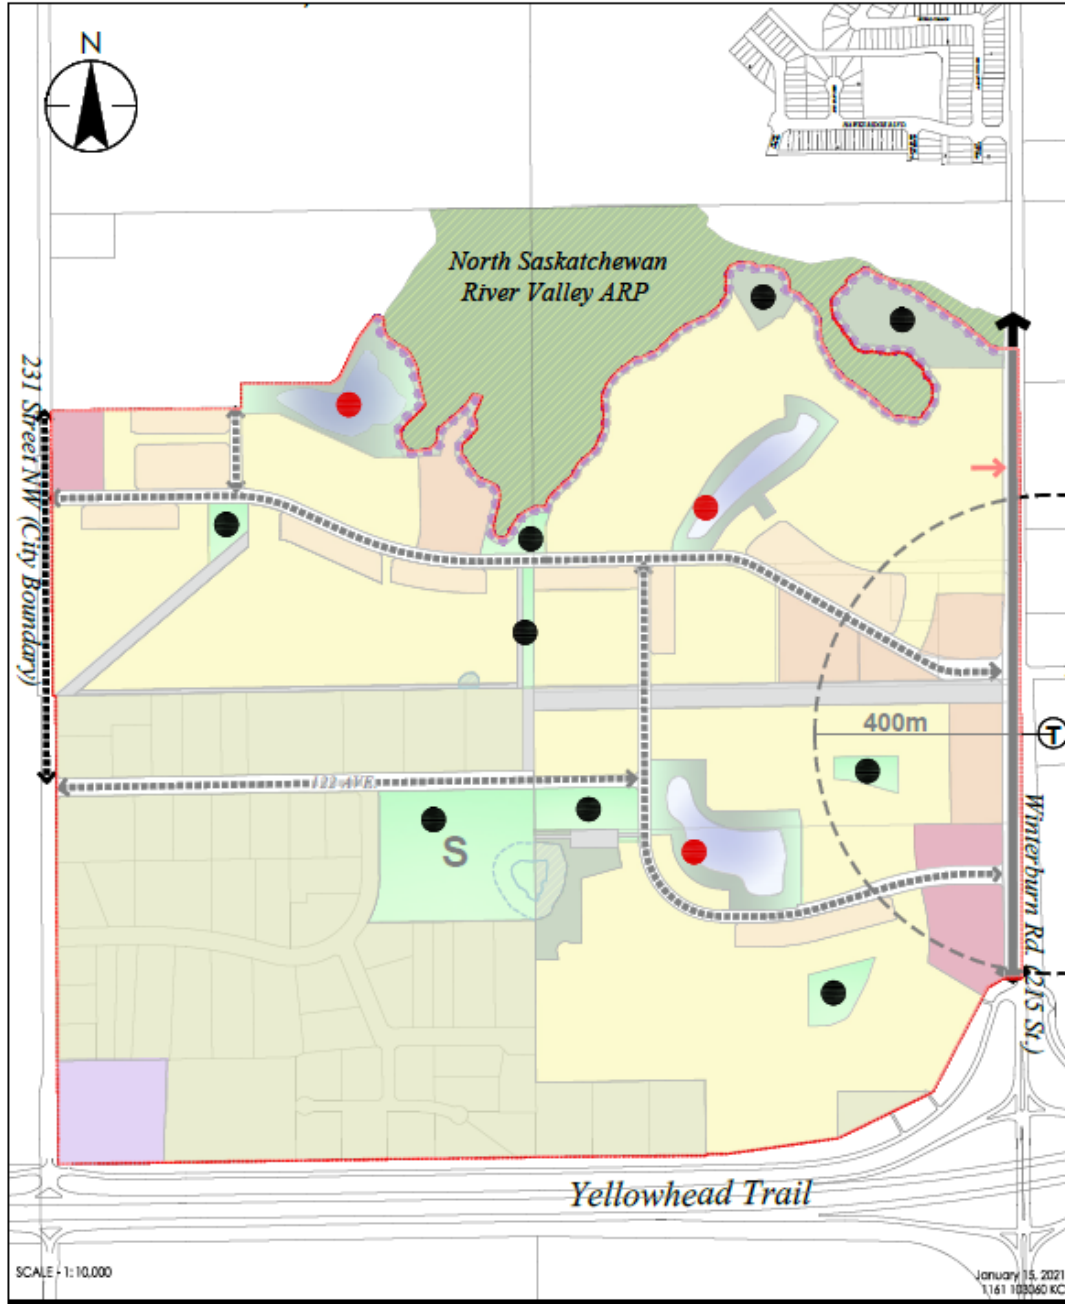 N
North Saskatchewan
River Valley ARP
231 Street NW (City Boundary)
400m
T
122 AVE.
S
Winterburn Rd. (215 St.)
Yellowhead Trail
SCALE - 1:10,000
January 15, 2021